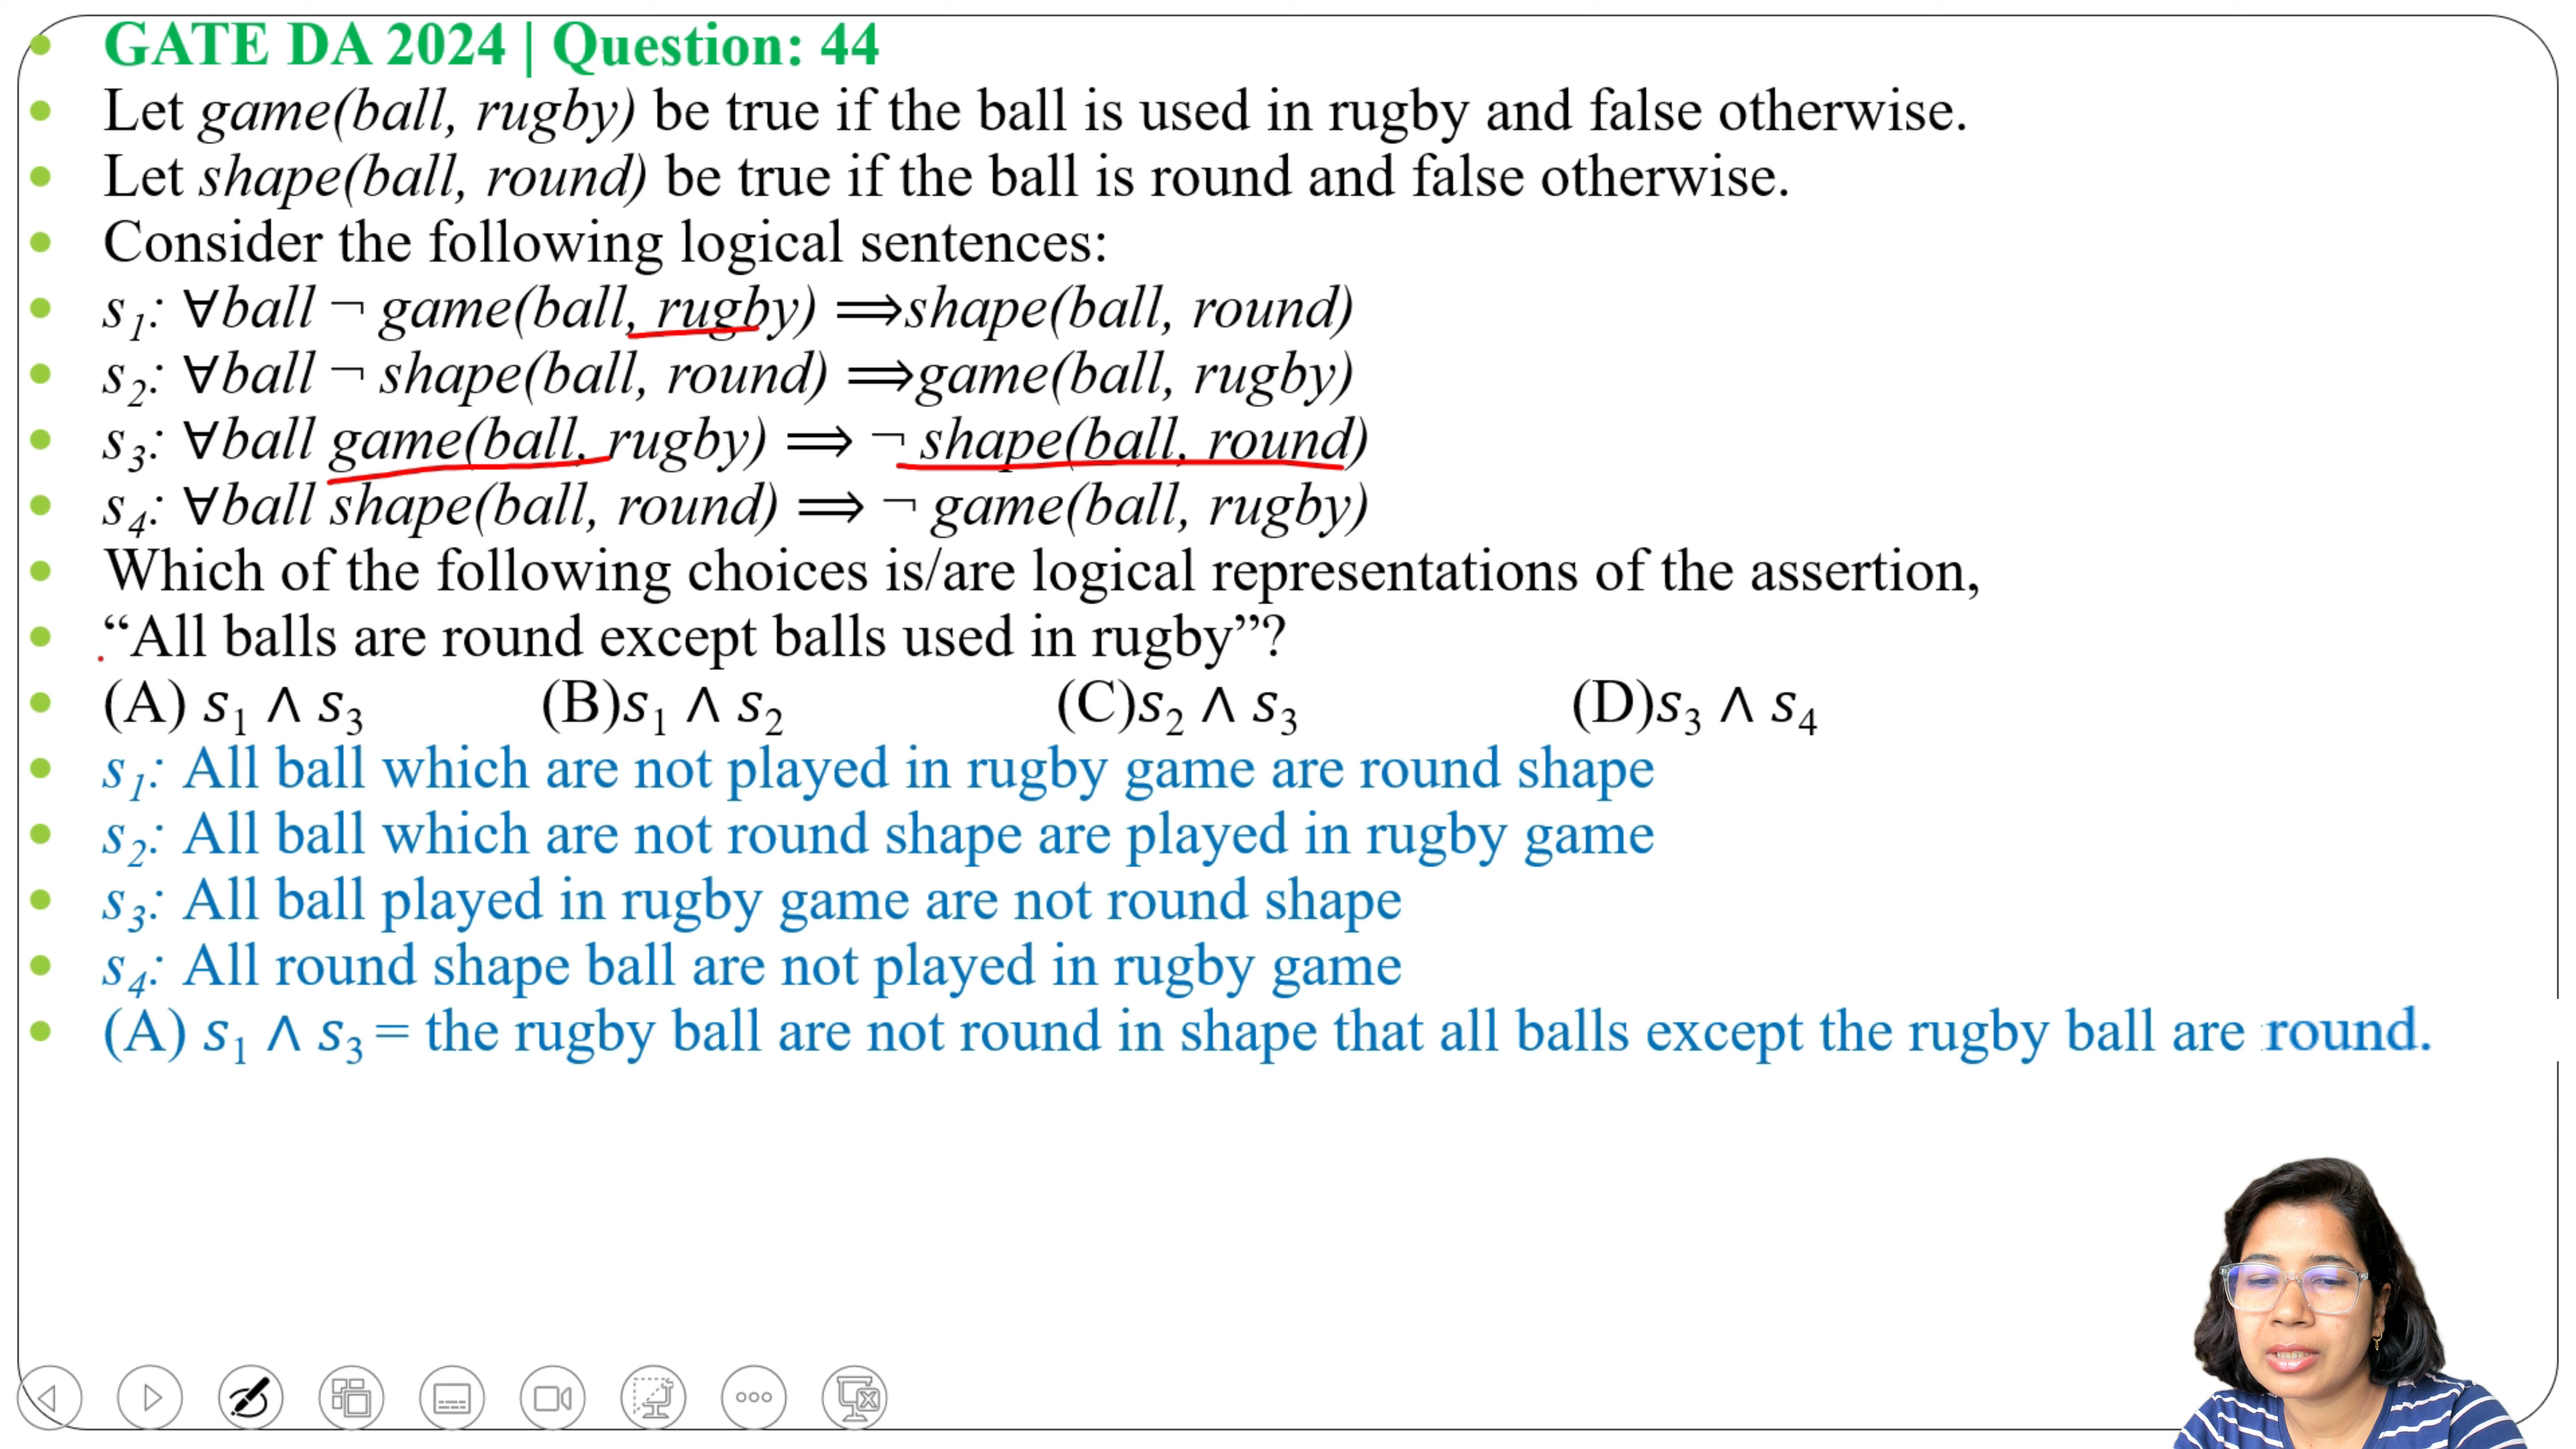 GATE DA 2024 | Question: 44
Let game(ball, rugby) be true if the ball is used in rugby and false otherwise.
Let shape(ball, round) be true if the ball is round and false otherwise.
Consider the following logical sentences:
s₁: ∀ball ¬ game(ball, rugby) ⟹shape(ball, round)
s₂: ∀ball ¬ shape(ball, round) ⟹game(ball, rugby)
s₃: ∀ball game(ball, rugby) ⟹ ¬ shape(ball, round)
s₄: ∀ball shape(ball, round) ⟹ ¬ game(ball, rugby)
Which of the following choices is/are logical representations of the assertion,
“All balls are round except balls used in rugby”?
(A) s₁ ∧ s₃ (B)s₁ ∧ s₂ (C)s₂ ∧ s₃ (D)s₃ ∧ s₄
s₁: All ball which are not played in rugby game are round shape
s₂: All ball which are not round shape are played in rugby game
s₃: All ball played in rugby game are not round shape
s₄: All round shape ball are not played in rugby game
(A) s₁ ∧ s₃ = the rugby ball are not round in shape that all balls except the rugby ball are round.